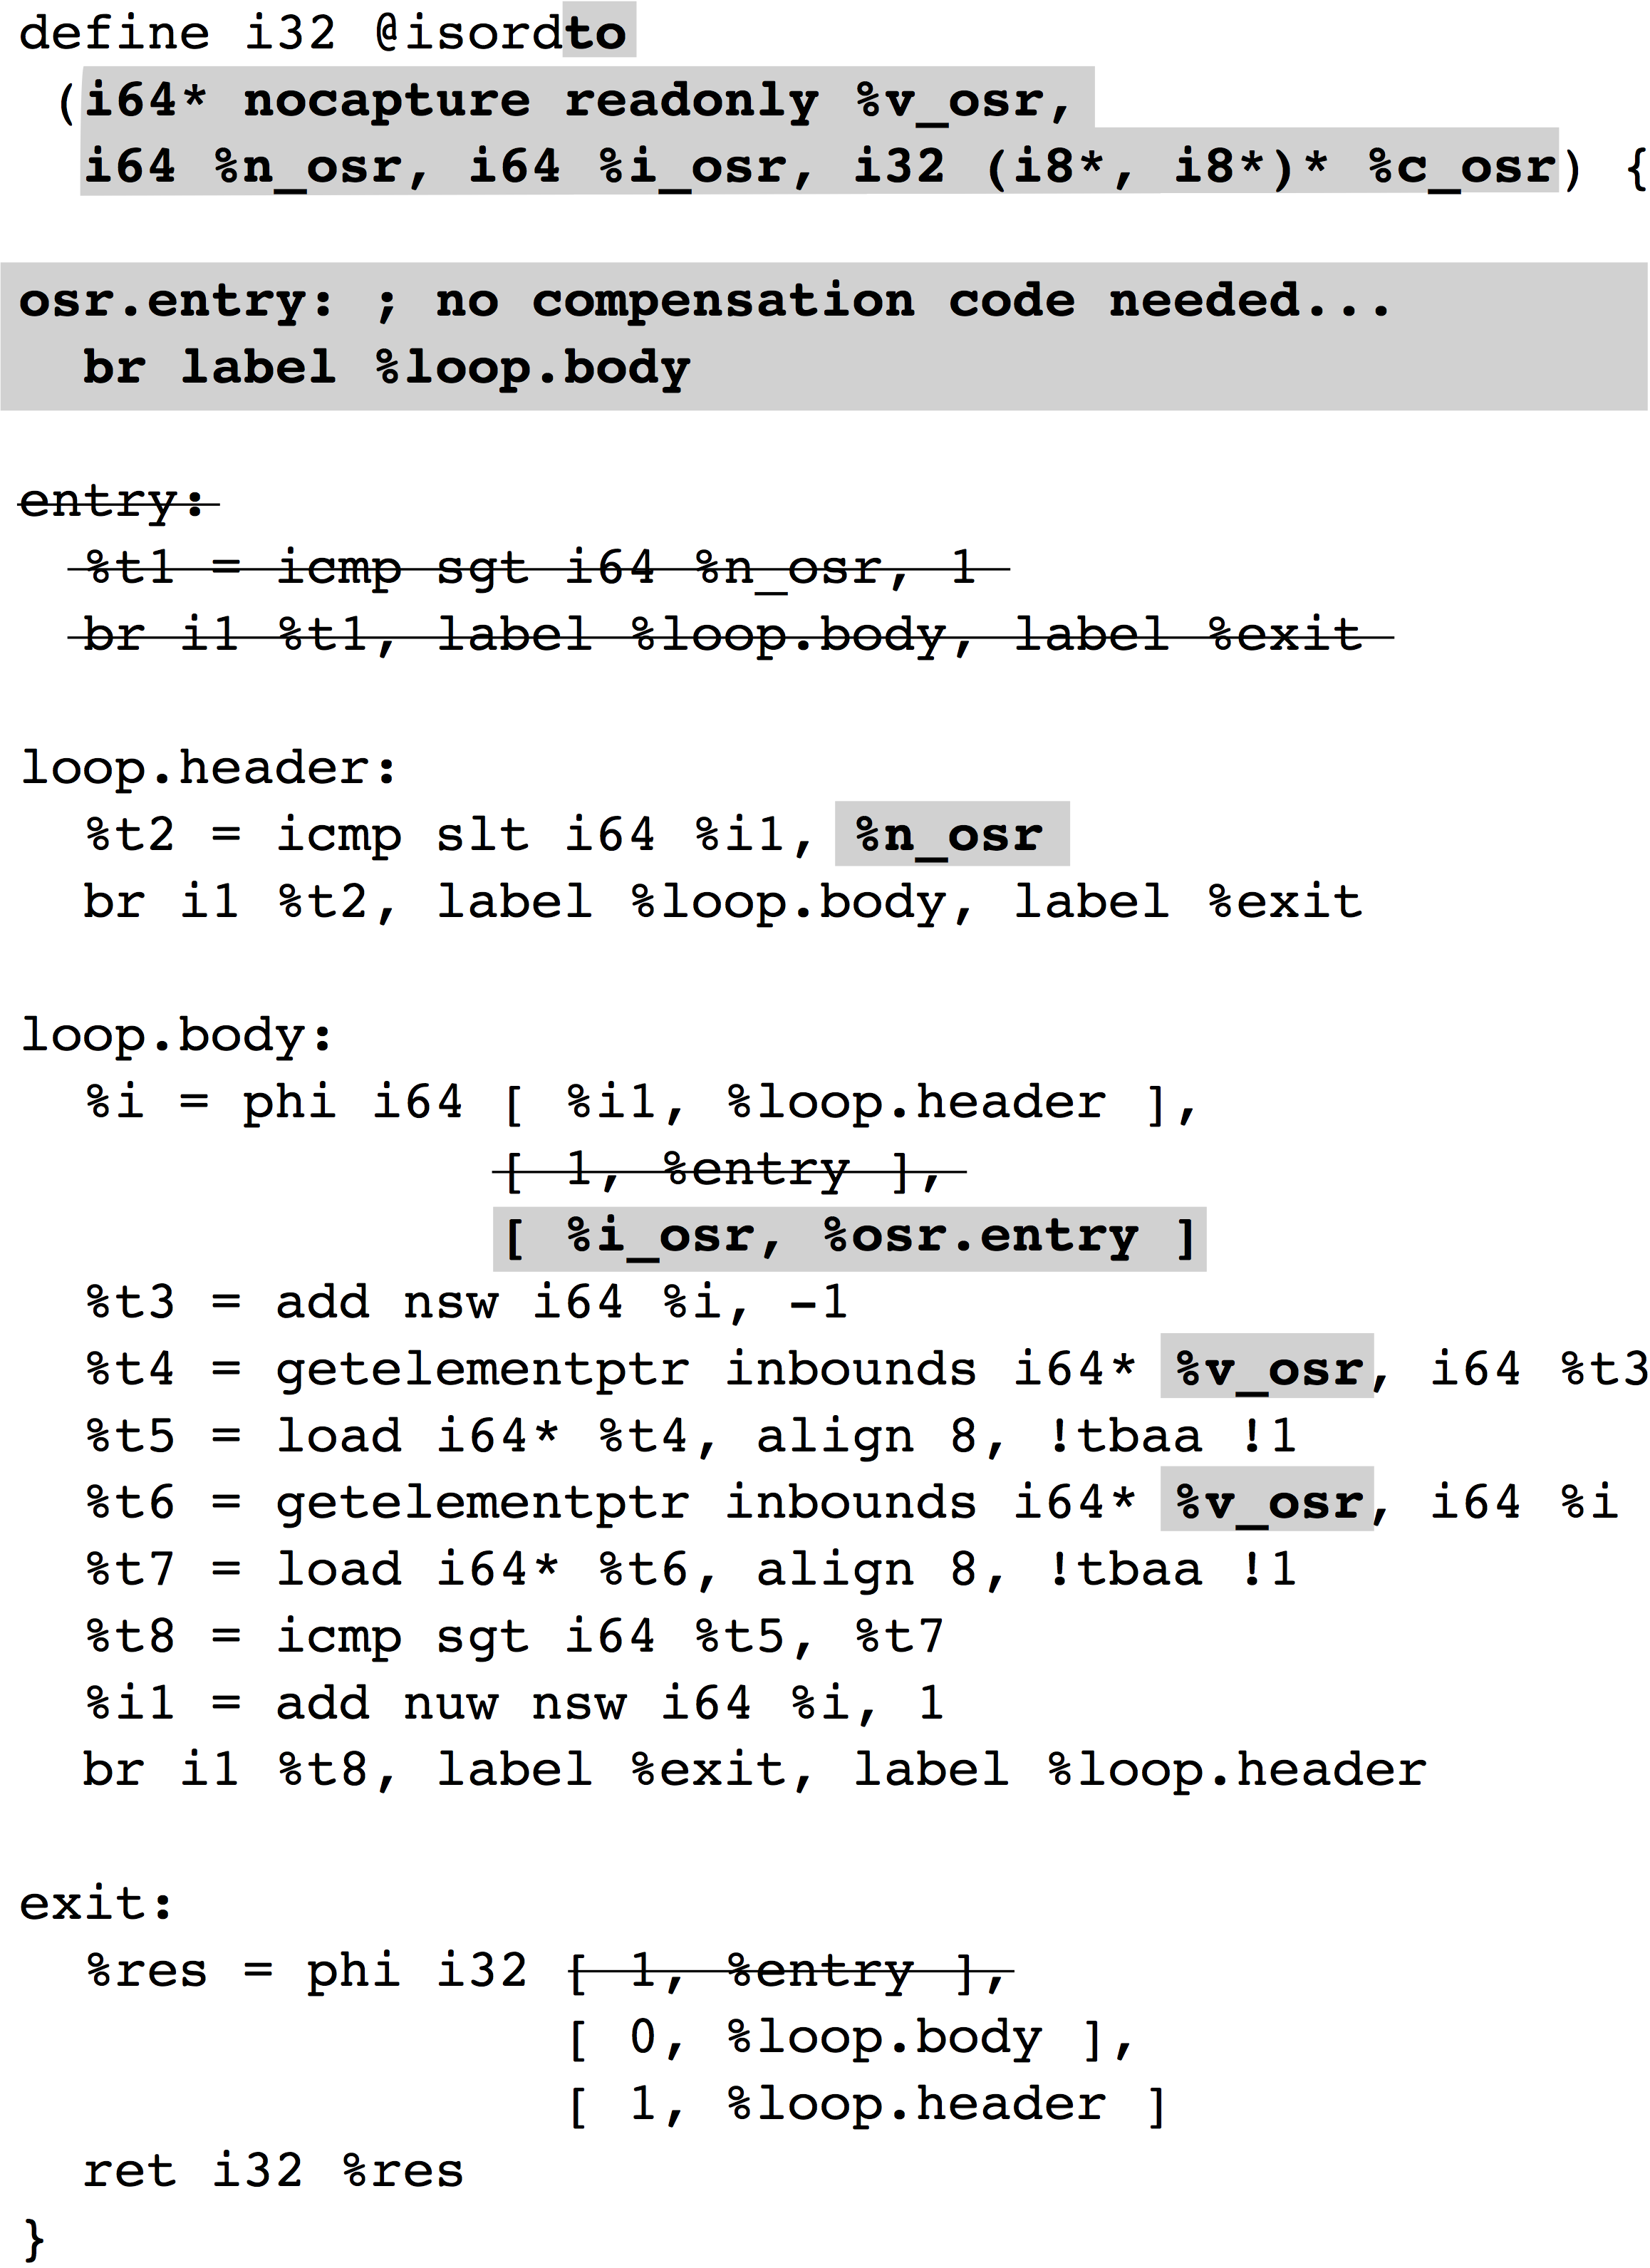 define i32 @isordto
(i64* nocapture readonly %v_osr,
i64 %n_osr, i64 %i_osr, i32 (i8*, i8*)* %c_osr) {
osr.entry: ; no compensation code needed...
br label %loop.body
entry:
%t1 = icmp sgt i64 %n_osr, 1
br i1 %t1, label %loop.body, label %exit
loop.header:
%t2 = icmp slt i64 %i1, %n_osr
br i1 %t2, label %loop.body, label %exit
loop.body:
%i = phi i64 [ %i1, %loop.header ],
[ 1, %entry ],
[ %i_osr, %osr.entry ]
%t3 = add nsw i64 %i, -1
%t4 = getelementptr inbounds i64* %v_osr, i64 %t3
%t5 = load i64* %t4, align 8, !tbaa !1
%t6 = getelementptr inbounds i64* %v_osr, i64 %i
%t7 = load i64* %t6, align 8, !tbaa !1
%t8 = icmp sgt i64 %t5, %t7
%i1 = add nuw nsw i64 %i, 1
br i1 %t8, label %exit, label %loop.header
exit:
%res = phi i32 [ 1, %entry ],
[ 0, %loop.body ],
[ 1, %loop.header ]
ret i32 %res
}